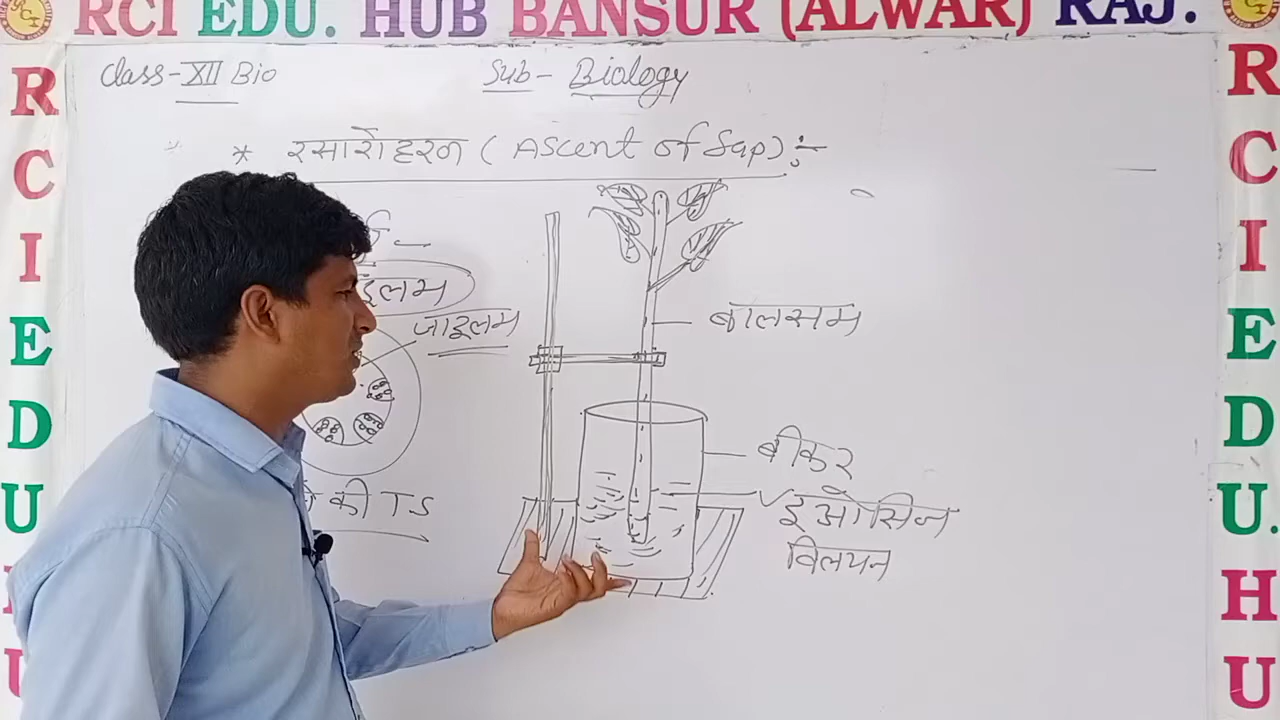 RCI EDU. HUB BANSUR (ALWAR) RAJ.
Class-XII Bio
Sub- Biology
* रसारोहरन ( Ascent of Sap) :-
जाइलम
बालसम
बीकर
इओसिन
विलयन
की TS
R
C
I
E
D
U
R
C
I
E
D
U.
H
U